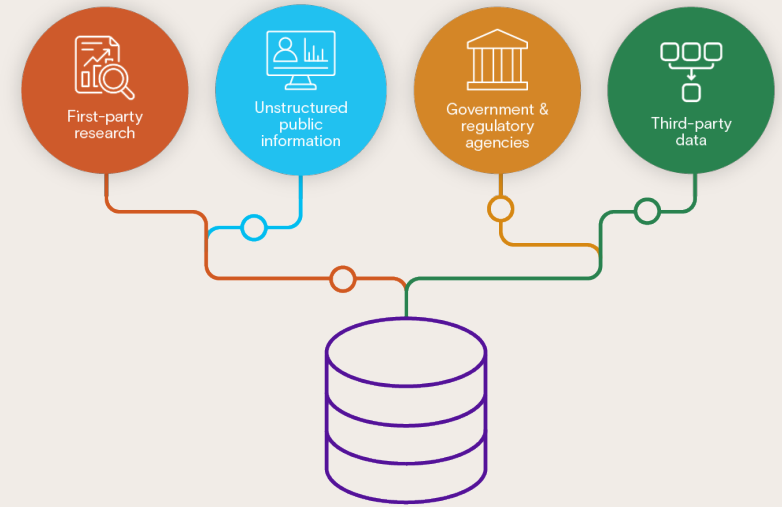 First-party
research
Unstructured
public
information
Government &
regulatory
agencies
Third-party
data